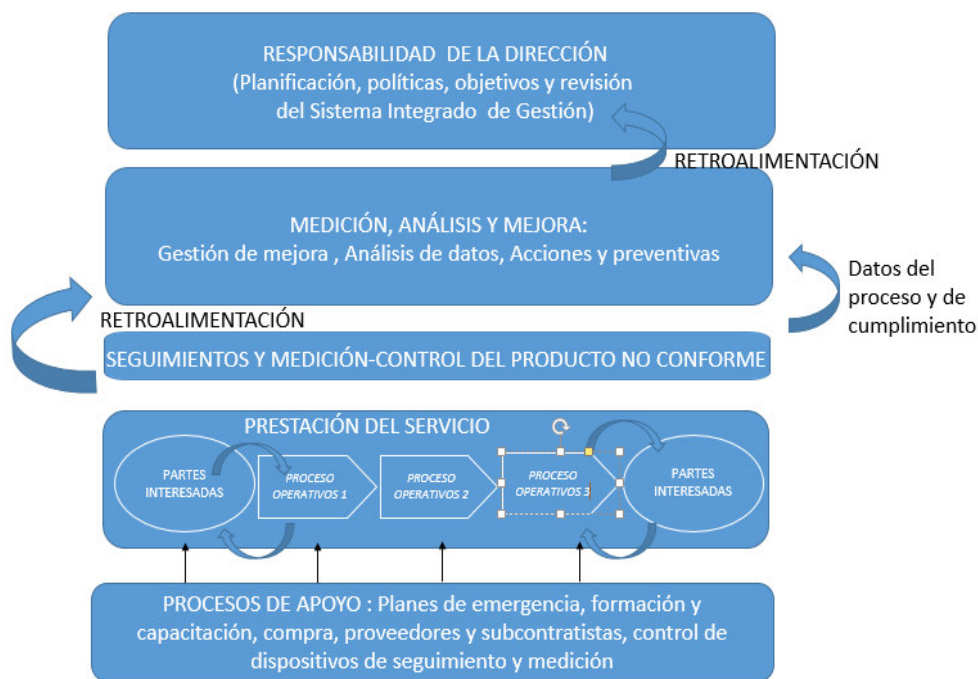 RESPONSABILIDAD DE LA DIRECCIÓN
(Planificación, políticas, objetivos y revisión
del Sistema Integrado de Gestión)
RETROALIMENTACIÓN
MEDICIÓN, ANÁLISIS Y MEJORA:
Gestión de mejora , Análisis de datos, Acciones y preventivas
Datos del
proceso y de
cumplimiento
RETROALIMENTACIÓN
SEGUIMIENTOS Y MEDICIÓN-CONTROL DEL PRODUCTO NO CONFORME
PRESTACIÓN DEL SERVICIO
PARTES
INTERESADAS
PROCESO
OPERATIVOS 1
PROCESO
OPERATIVOS 2
PROCESO
OPERATIVOS 3
PARTES
INTERESADAS
PROCESOS DE APOYO : Planes de emergencia, formación y
capacitación, compra, proveedores y subcontratistas, control de
dispositivos de seguimiento y medición